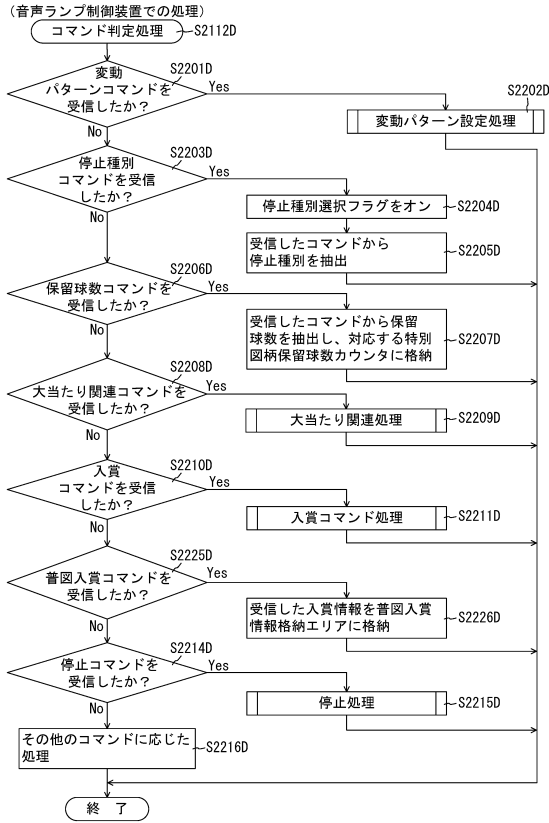 （音声ランプ制御装置での処理）
コマンド判定処理
S2112D
変動
パターンコマンドを
受信したか？
S2201D
Yes
No
変動パターン設定処理
S2202D
停止種別
コマンドを受信
したか？
S2203D
Yes
No
停止種別選択フラグをオン
S2204D
受信したコマンドから
停止種別を抽出
S2205D
保留球数コマンドを
受信したか？
S2206D
Yes
No
受信したコマンドから保留
球数を抽出し、対応する特別
図柄保留球数カウンタに格納
S2207D
大当たり関連コマンドを
受信したか？
S2208D
Yes
No
大当たり関連処理
S2209D
入賞
コマンドを受信
したか？
S2210D
Yes
No
入賞コマンド処理
S2211D
普図入賞コマンドを
受信したか？
S2225D
Yes
No
受信した入賞情報を普図入賞
情報格納エリアに格納
S2226D
停止コマンドを
受信したか？
S2214D
Yes
No
停止処理
S2215D
その他のコマンドに応じた
処理
S2216D
終　了